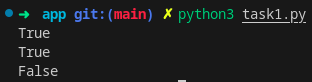 ➜ app git:(main) ✗ python3 task1.py
True
True
False